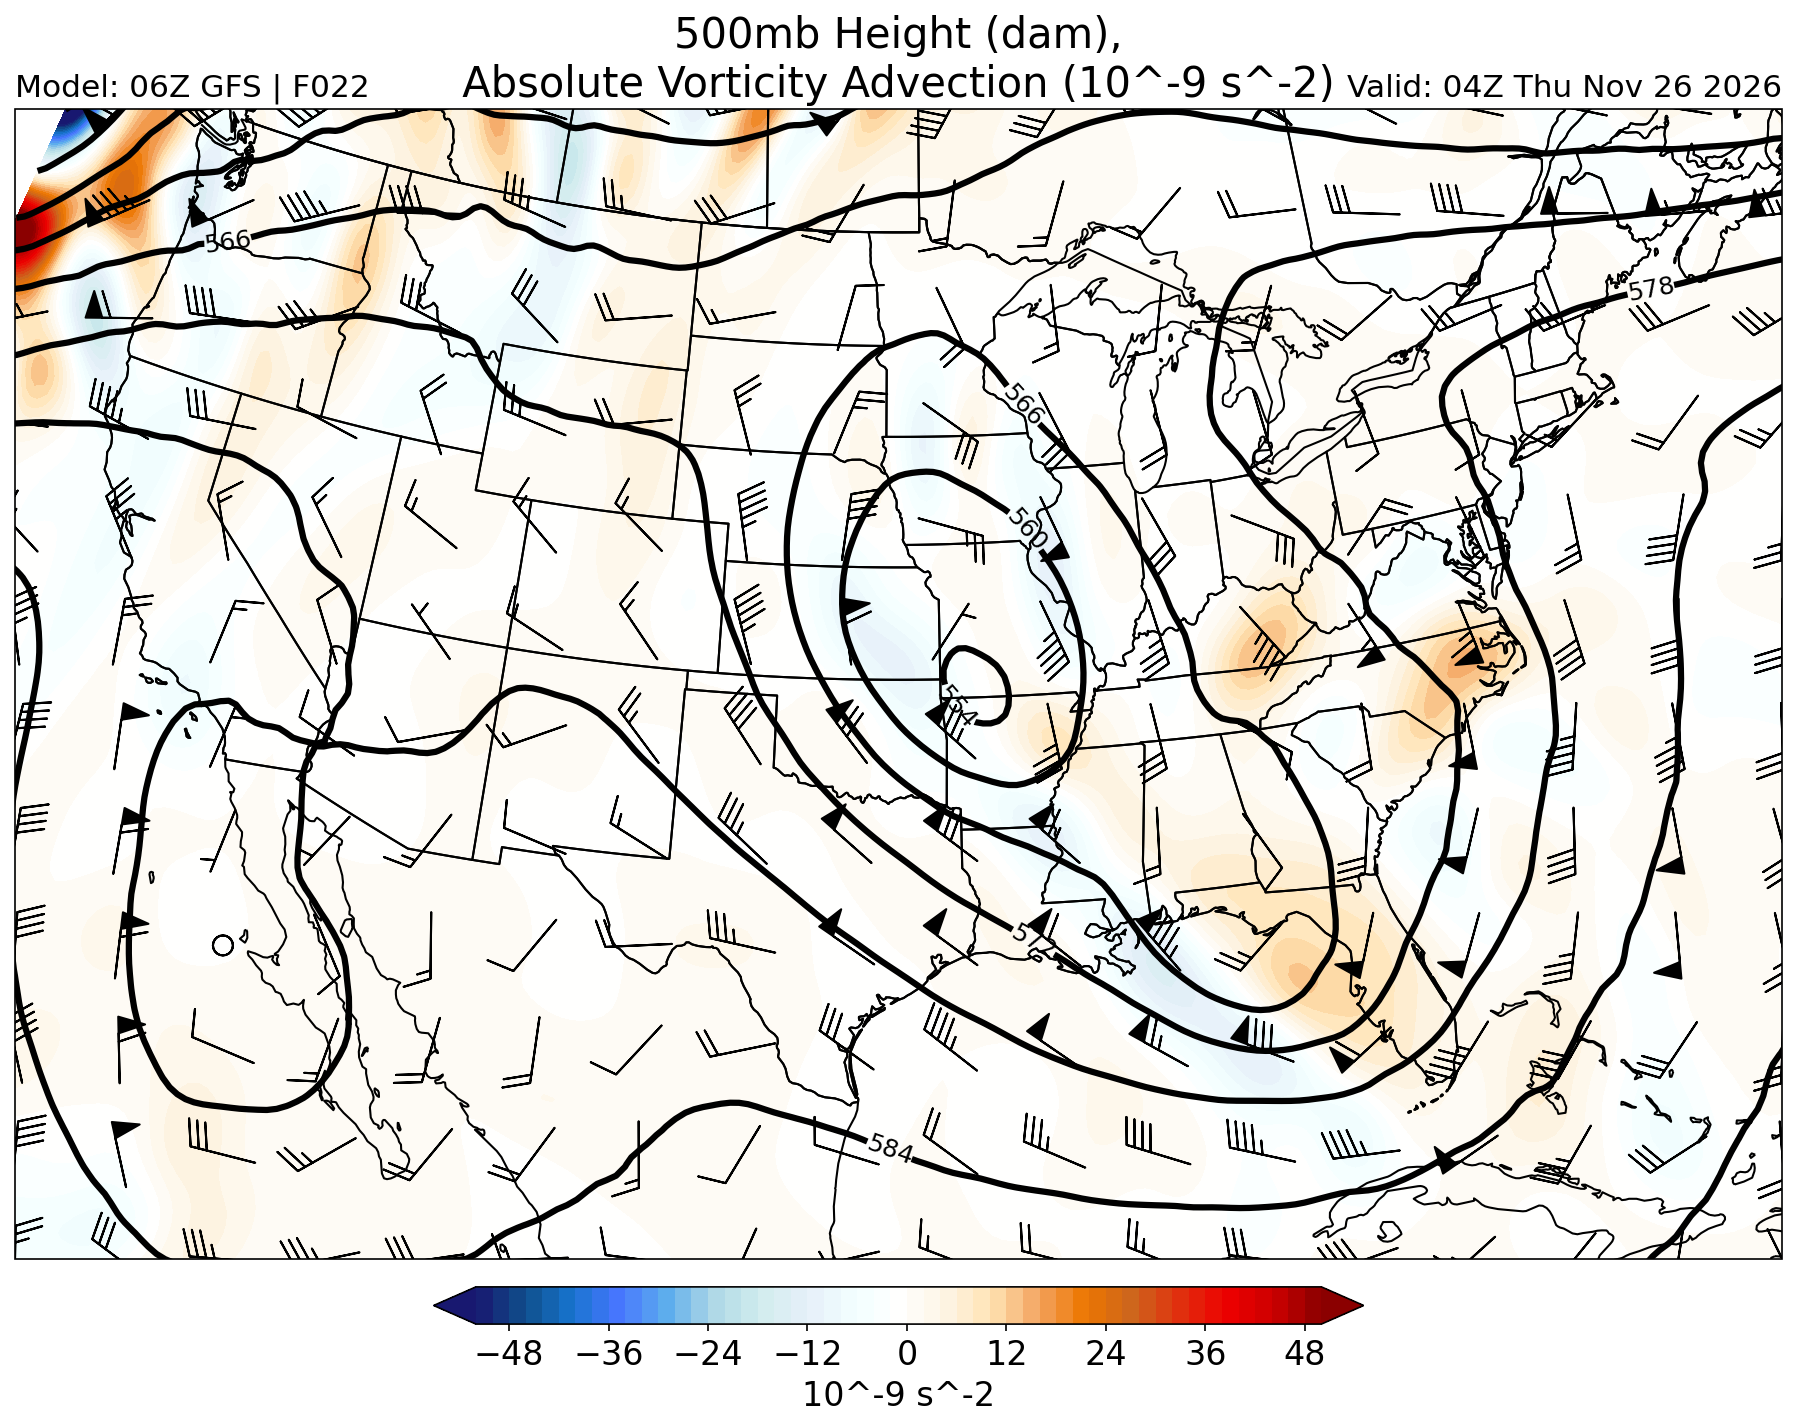 500mb Height (dam),
Model: 06Z GFS | F022
Absolute Vorticity Advection (10^-9 s^-2)
Valid: 04Z Thu Nov 26 2026
566
578
566
560
554
584
−48 −36 −24 −12 0 12 24 36 48
10^-9 s^-2